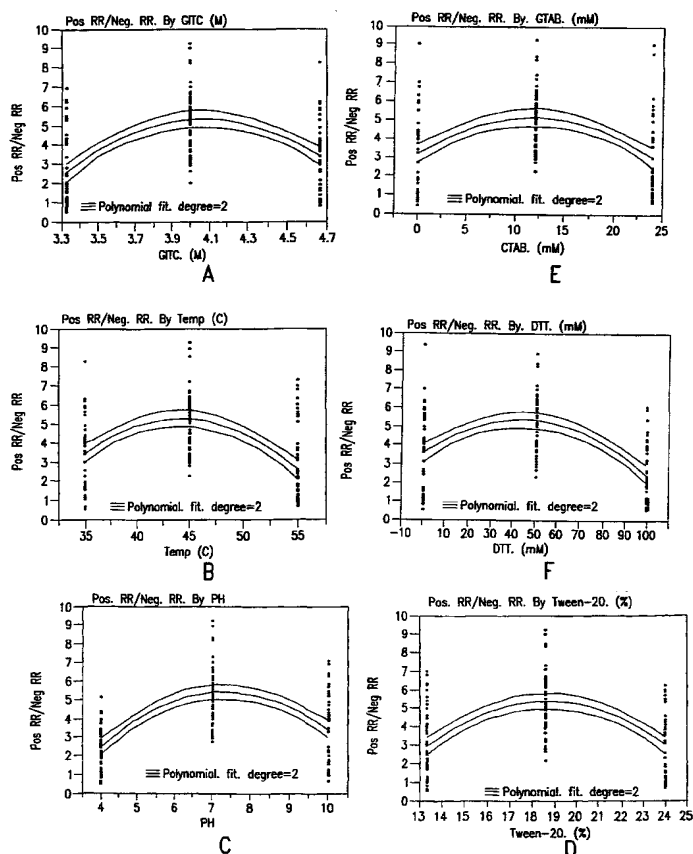 Pos RR/Neg. RR. By GITC (M)
Pos RR/Neg RR
10
9
8
7
6
5
4
3
2
1
0
Polynomial. fit. degree=2
3.3 3.5 3.7 3.9 4.1 4.3 4.5 4.7
GITC. (M)
A
Pos RR/Neg. RR. By. GTAB. (mM)
Pos RR/Neg RR
10
9
8
7
6
5
4
3
2
1
0
Polynomial. fit. degree=2
0 5 10 15 20 25
CTAB. (mM)
E
Pos RR/Neg. RR. By Temp (C)
Pos RR/Neg RR
10
9
8
7
6
5
4
3
2
1
0
Polynomial. fit. degree=2
35 40 45 50 55
Temp (C)
B
Pos RR/Neg. RR. By. DTT. (mM)
Pos RR/Neg RR
10
9
8
7
6
5
4
3
2
1
0
Polynomial. fit. degree=2
-10 0 10 20 30 40 50 60 70 80 90 100
DTT. (mM)
F
Pos. RR/Neg. RR. By PH
Pos RR/Neg RR
10
9
8
7
6
5
4
3
2
1
0
Polynomial. fit. degree=2
4 5 6 7 8 9 10
PH
C
Pos. RR/Neg. RR. By Tween-20. (%)
Pos RR/Neg RR
10
9
8
7
6
5
4
3
2
1
0
Polynomial. fit. degree=2
13 14 15 16 17 18 19 20 21 22 23 24 25
Tween-20. (%)
D